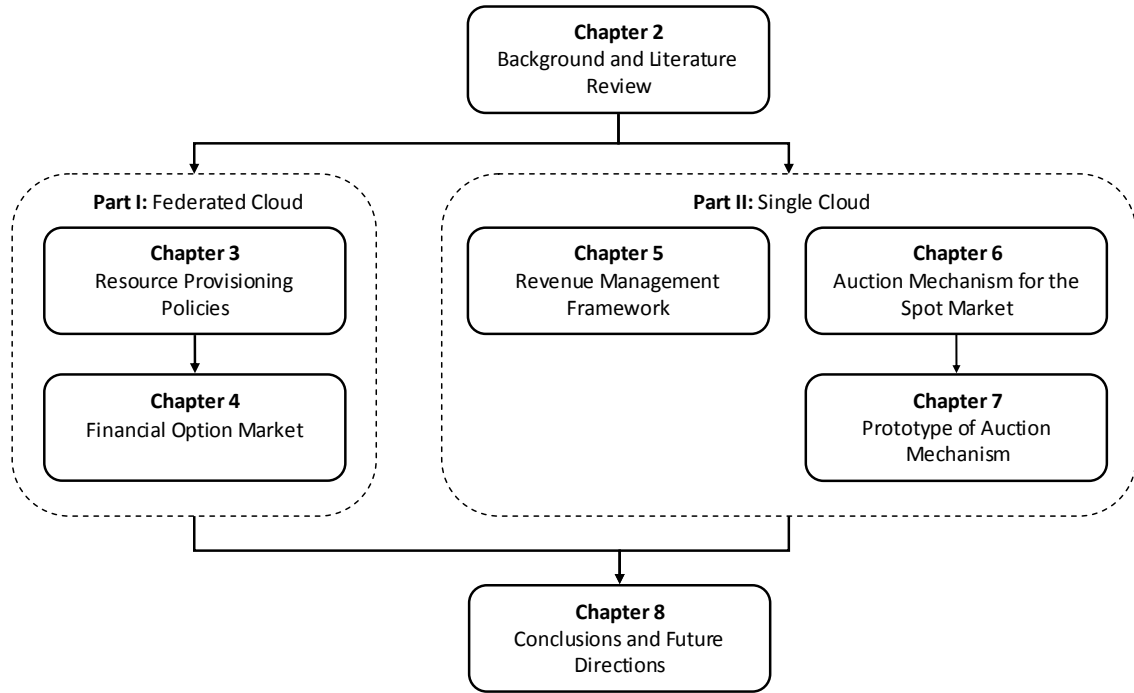 Chapter 2
Background and Literature
Review
Part I: Federated Cloud
Chapter 3
Resource Provisioning
Policies
Chapter 4
Financial Option Market
Part II: Single Cloud
Chapter 5
Revenue Management
Framework
Chapter 6
Auction Mechanism for the
Spot Market
Chapter 7
Prototype of Auction
Mechanism
Chapter 8
Conclusions and Future
Directions